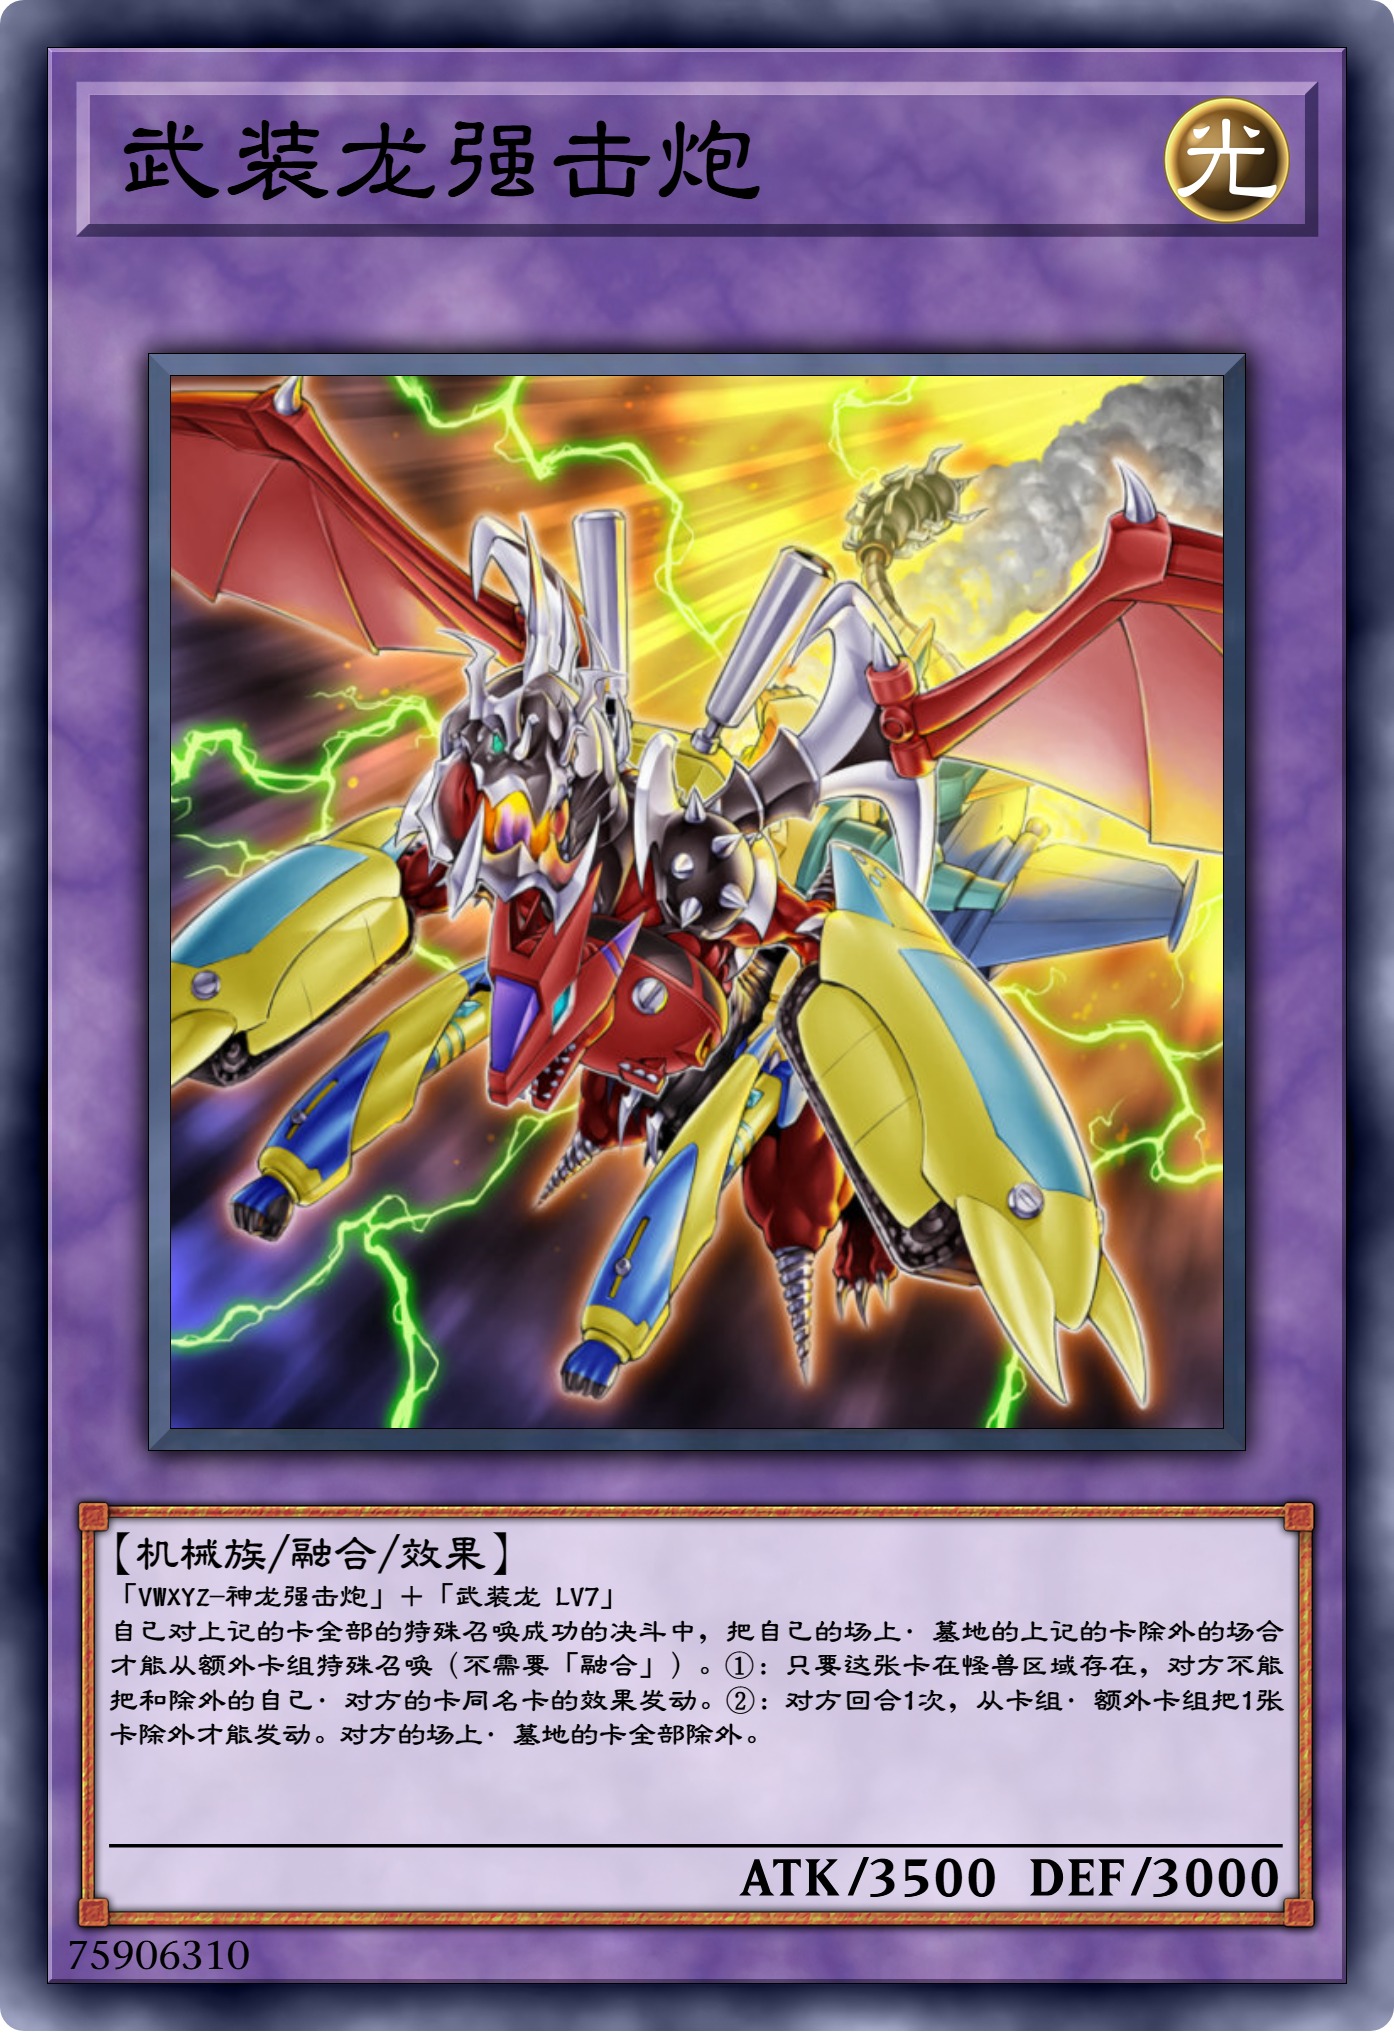 武装龙强击炮
光
【机械族/融合/效果】
「VWXYZ-神龙强击炮」＋「武装龙 LV7」
自己对上记的卡全部的特殊召唤成功的决斗中，把自己的场上·墓地的上记的卡除外的场合
才能从额外卡组特殊召唤（不需要「融合」）。①：只要这张卡在怪兽区域存在，对方不能
把和除外的自己·对方的卡同名卡的效果发动。②：对方回合1次，从卡组·额外卡组把1张
卡除外才能发动。对方的场上·墓地的卡全部除外。
ATK/3500 DEF/3000
75906310